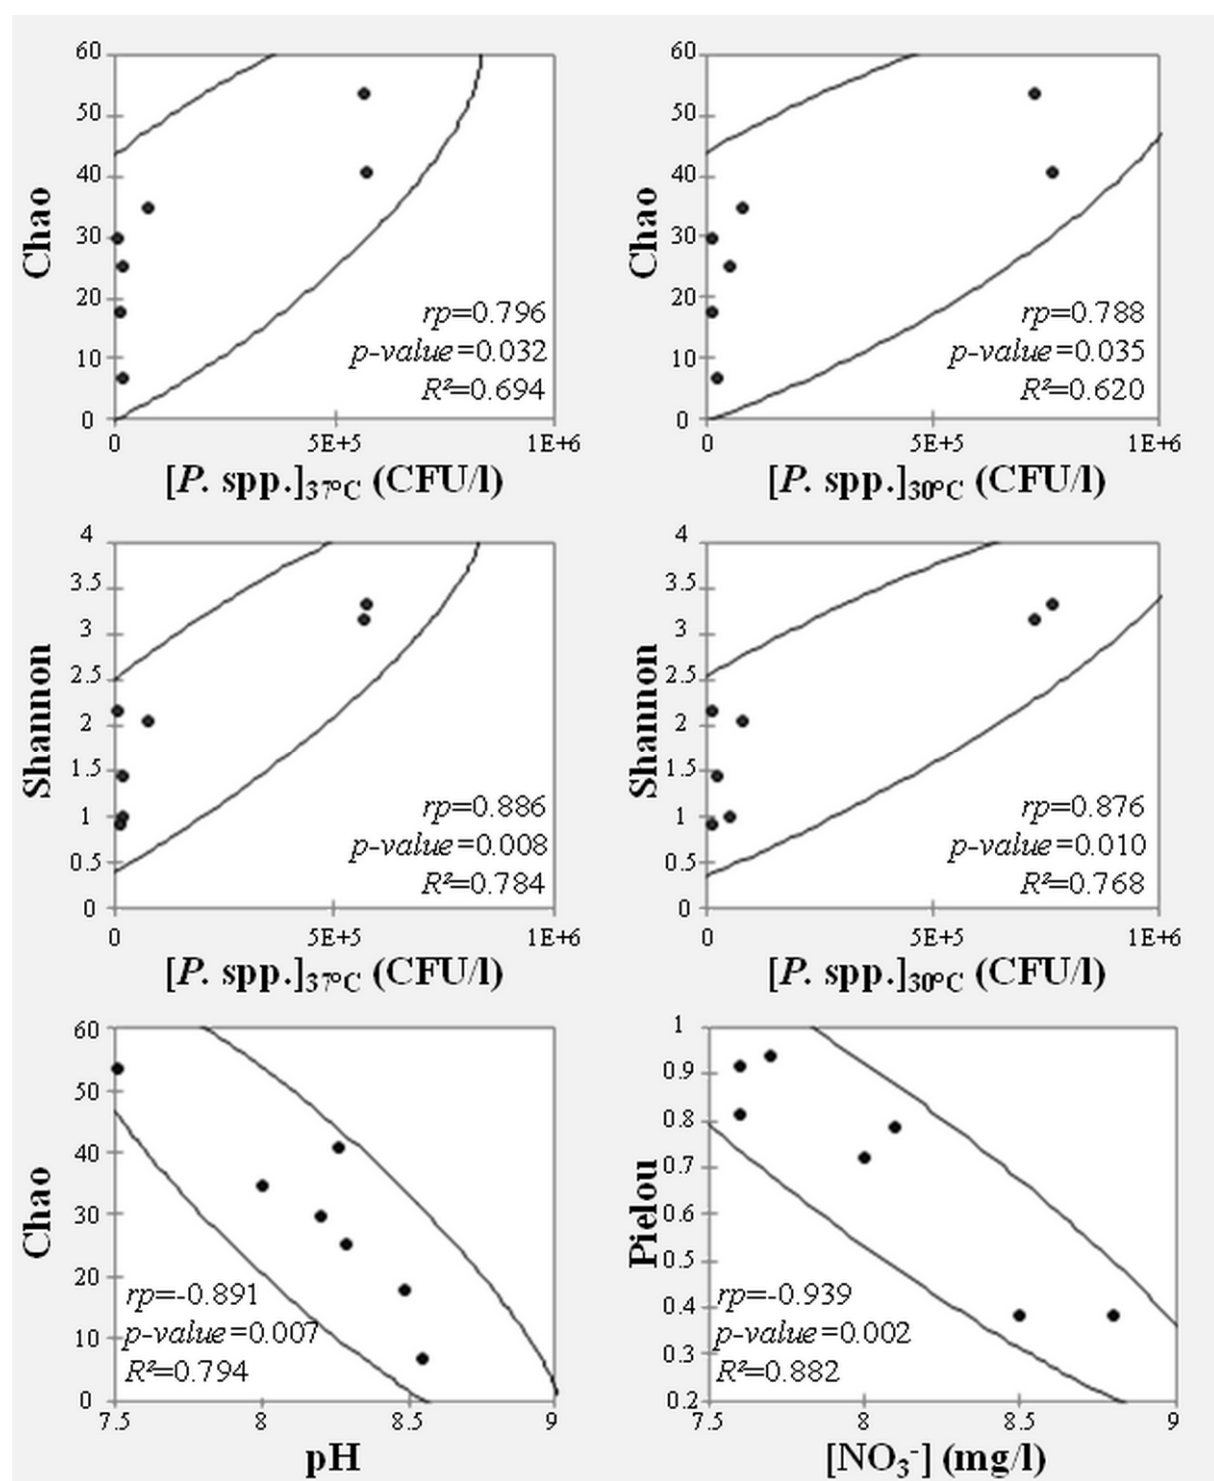 60
50
40
30
20
10
0
Chao
rp=0.796
p-value=0.032
R²=0.694
0 5E+5 1E+6
[P. spp.]37°C (CFU/l)
60
50
40
30
20
10
0
Chao
rp=0.788
p-value=0.035
R²=0.620
0 5E+5 1E+6
[P. spp.]30°C (CFU/l)
4
3.5
3
2.5
2
1.5
1
0.5
0
Shannon
rp=0.886
p-value=0.008
R²=0.784
0 5E+5 1E+6
[P. spp.]37°C (CFU/l)
4
3.5
3
2.5
2
1.5
1
0.5
0
Shannon
rp=0.876
p-value=0.010
R²=0.768
0 5E+5 1E+6
[P. spp.]30°C (CFU/l)
60
50
40
30
20
10
0
Chao
rp=-0.891
p-value=0.007
R²=0.794
7.5 8 8.5 9
pH
1
0.9
0.8
0.7
0.6
0.5
0.4
0.3
0.2
Pielou
rp=-0.939
p-value=0.002
R²=0.882
7.5 8 8.5 9
[NO3-] (mg/l)